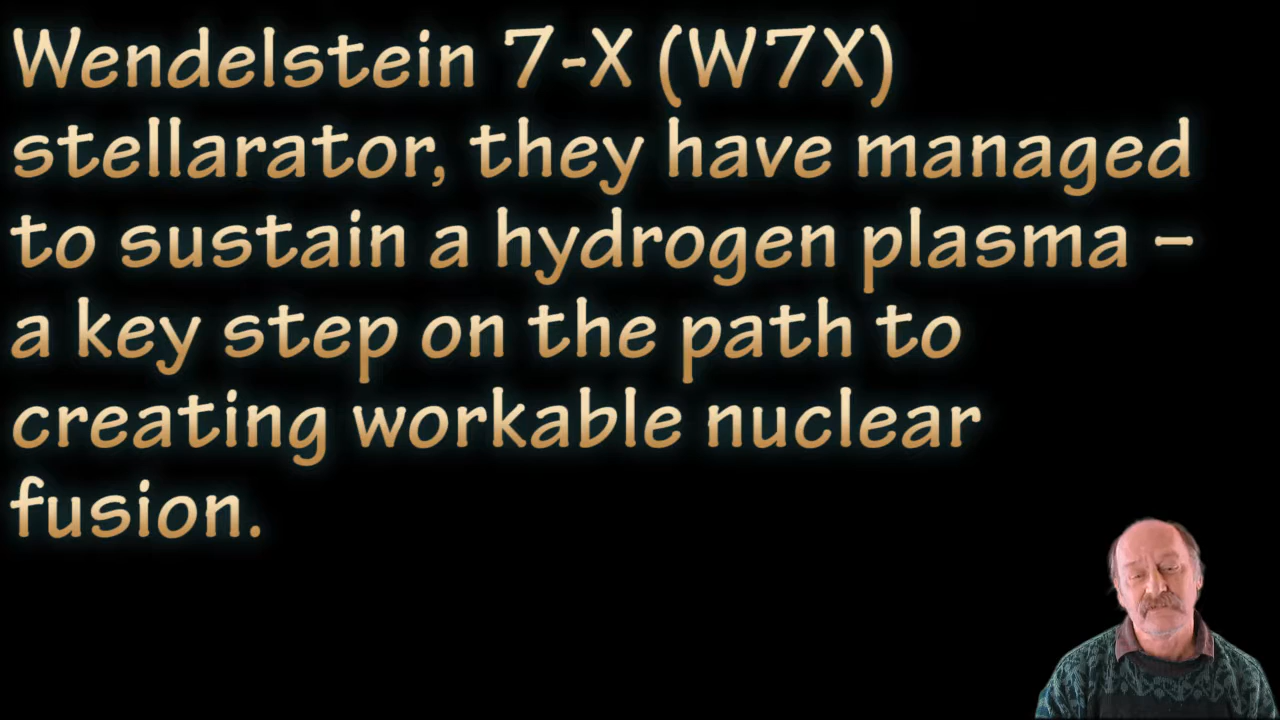 Wendelstein 7-X (W7X)
stellarator, they have managed
to sustain a hydrogen plasma –
a key step on the path to
creating workable nuclear
fusion.